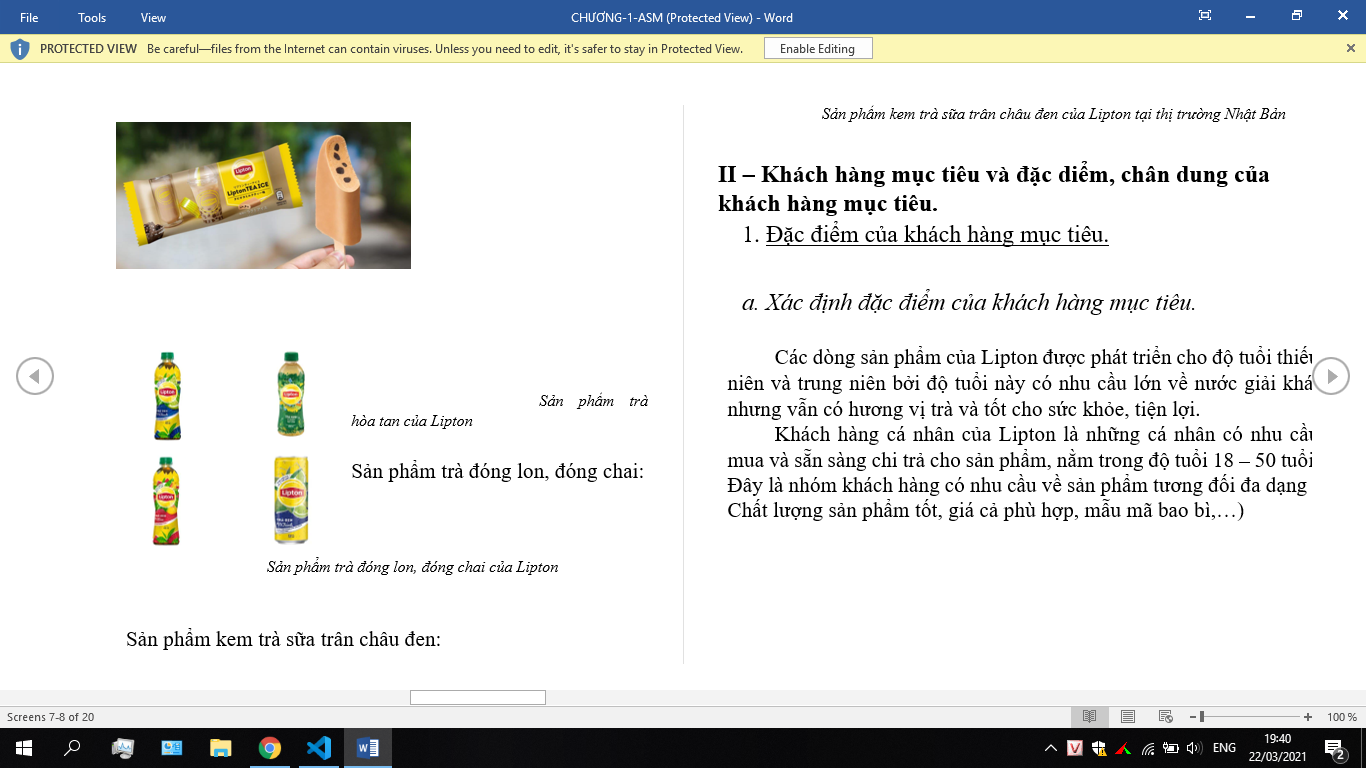 File Tools View CHƯƠNG-1-ASM (Protected View) - Word
PROTECTED VIEW Be careful—files from the Internet can contain viruses. Unless you need to edit, it's safer to stay in Protected View. Enable Editing
Lipton
Lipton TEA ICE
Lipton
Lipton
Sản phẩm trà
hòa tan của Lipton
Lipton
Lipton
Sản phẩm trà đóng lon, đóng chai:
Sản phẩm trà đóng lon, đóng chai của Lipton
Sản phẩm kem trà sữa trân châu đen:
Sản phẩm kem trà sữa trân châu đen của Lipton tại thị trường Nhật Bản
II – Khách hàng mục tiêu và đặc diểm, chân dung của
khách hàng mục tiêu.
1. Đặc điểm của khách hàng mục tiêu.
a. Xác định đặc điểm của khách hàng mục tiêu.
Các dòng sản phẩm của Lipton được phát triển cho độ tuổi thiếu
niên và trung niên bởi độ tuổi này có nhu cầu lớn về nước giải khá
nhưng vẫn có hương vị trà và tốt cho sức khỏe, tiện lợi.
Khách hàng cá nhân của Lipton là những cá nhân có nhu cầu
mua và sẵn sàng chi trả cho sản phẩm, nằm trong độ tuổi 18 – 50 tuổi
Đây là nhóm khách hàng có nhu cầu về sản phẩm tương đối đa dạng
Chất lượng sản phẩm tốt, giá cả phù hợp, mẫu mã bao bì,…)
Screens 7-8 of 20 100 %
ENG 19:40
22/03/2021 2